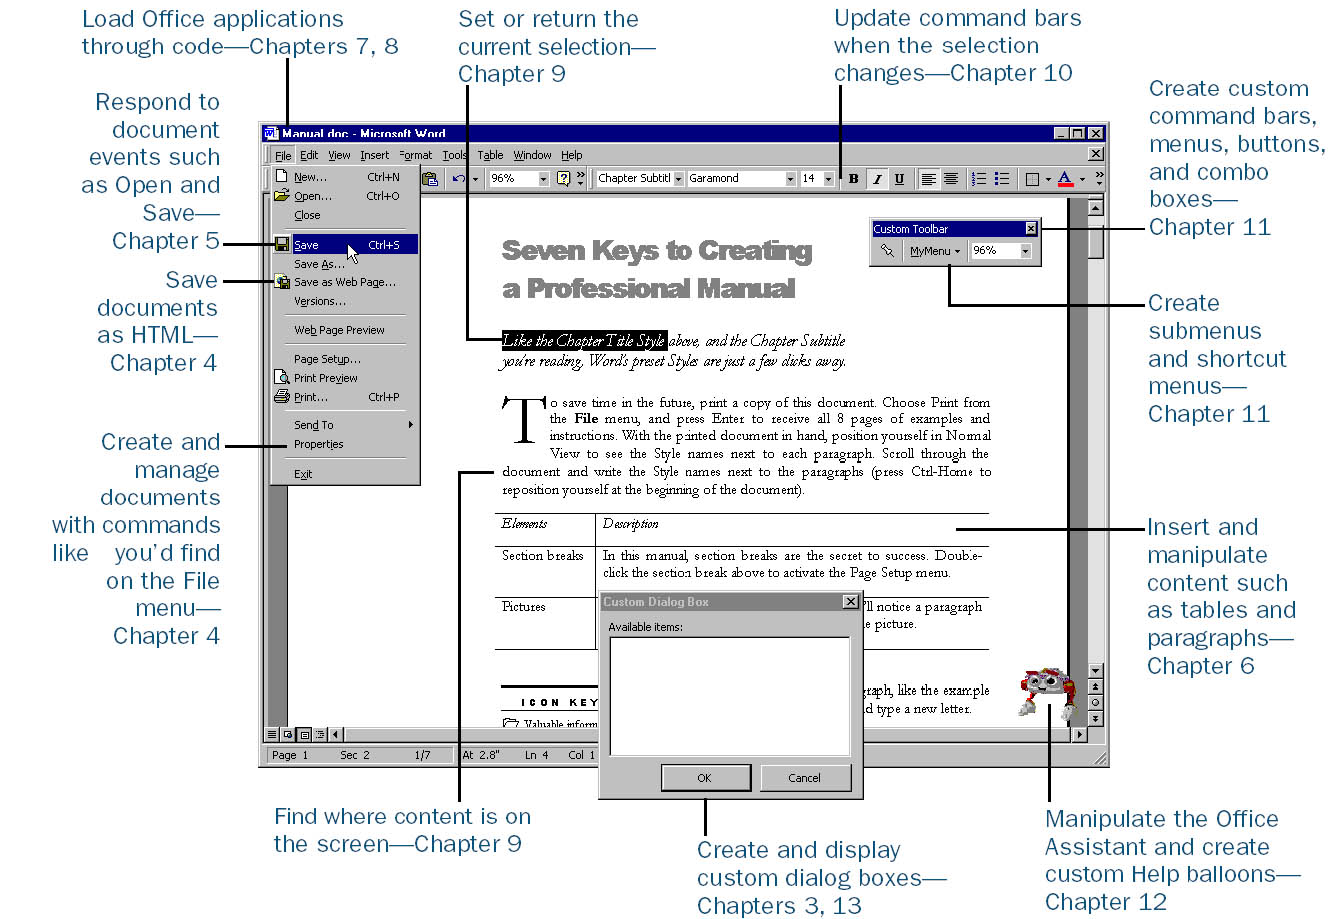 Load Office applications
through code—Chapters 7, 8
Set or return the
current selection—
Chapter 9
Update command bars
when the selection
changes—Chapter 10
Respond to
document
events such
as Open and
Save—
Chapter 5
Save
documents
as HTML—
Chapter 4
Create and
manage
documents
with commands
like you'd find
on the File
menu—
Chapter 4
Manual.doc - Microsoft Word
File Edit View Insert Format Tools Table Window Help
96% Chapter Subtitl Garamond 14 B I U A
New... Ctrl+N
Open... Ctrl+O
Close
Save Ctrl+S
Save As...
Save as Web Page...
Versions...
Web Page Preview
Page Setup...
Print Preview
Print... Ctrl+P
Send To
Properties
Exit
Custom Toolbar
MyMenu 96%
Seven Keys to Creating
a Professional Manual
Like the Chapter Title Style above, and the Chapter Subtitle
you're reading, Word's preset Styles are just a few clicks away.
To save time in the future, print a copy of this document. Choose Print from
the File menu, and press Enter to receive all 8 pages of examples and
instructions. With the printed document in hand, position yourself in Normal
View to see the Style names next to each paragraph. Scroll through the
document and write the Style names next to the paragraphs (press Ctrl-Home to
reposition yourself at the beginning of the document).
Elements Description
Section breaks In this manual, section breaks are the secret to success. Double-
click the section break above to activate the Page Setup menu.
Pictures 'll notice a paragraph
e picture.
ICON KEY
Valuable inform
graph, like the example
d type a new letter.
Custom Dialog Box
Available items:
OK Cancel
Page 1 Sec 2 1/7 At 2.8" Ln 4 Col 1
Create custom
command bars,
menus, buttons,
and combo
boxes—
Chapter 11
Create
submenus
and shortcut
menus—
Chapter 11
Insert and
manipulate
content such
as tables and
paragraphs—
Chapter 6
Find where content is on
the screen—Chapter 9
Create and display
custom dialog boxes—
Chapters 3, 13
Manipulate the Office
Assistant and create
custom Help balloons—
Chapter 12